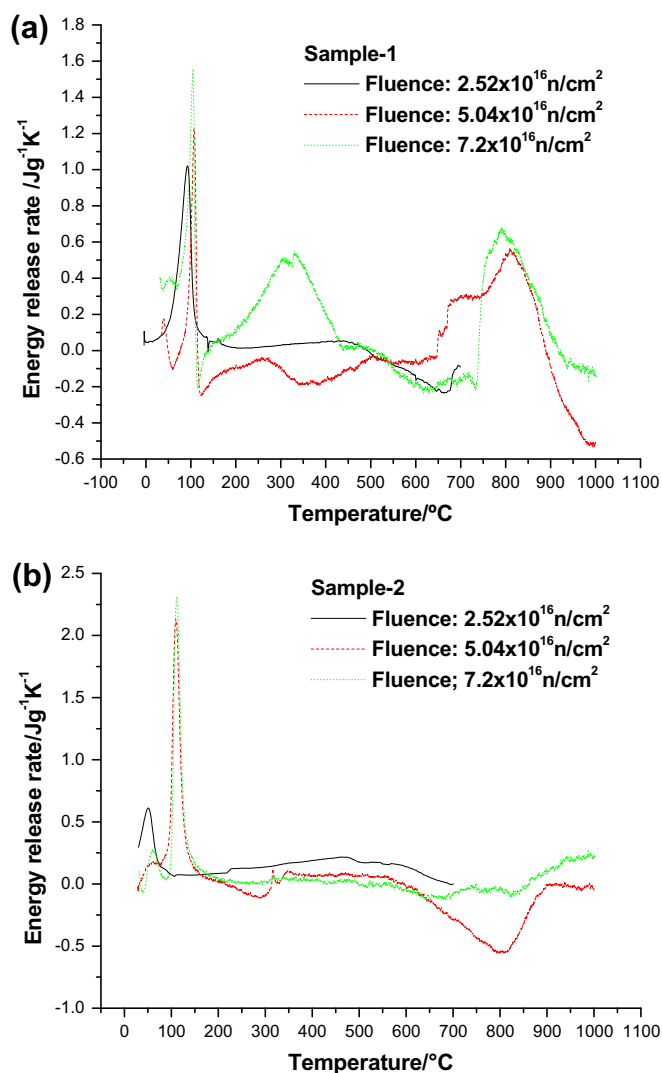 (a)
Sample-1
Fluence: 2.52x10¹⁶n/cm²
Fluence: 5.04x10¹⁶n/cm²
Fluence: 7.2x10¹⁶n/cm²
Energy release rate /Jg⁻¹K⁻¹
1.8
1.6
1.4
1.2
1.0
0.8
0.6
0.4
0.2
0.0
-0.2
-0.4
-0.6
-100 0 100 200 300 400 500 600 700 800 900 1000 1100
Temperature/ºC
(b)
Sample-2
Fluence: 2.52x10¹⁶n/cm²
Fluence: 5.04x10¹⁶n/cm²
Fluence; 7.2x10¹⁶n/cm²
Energy release rate/Jg⁻¹K⁻¹
2.5
2.0
1.5
1.0
0.5
0.0
-0.5
-1.0
0 100 200 300 400 500 600 700 800 900 1000 1100
Temperature/°C